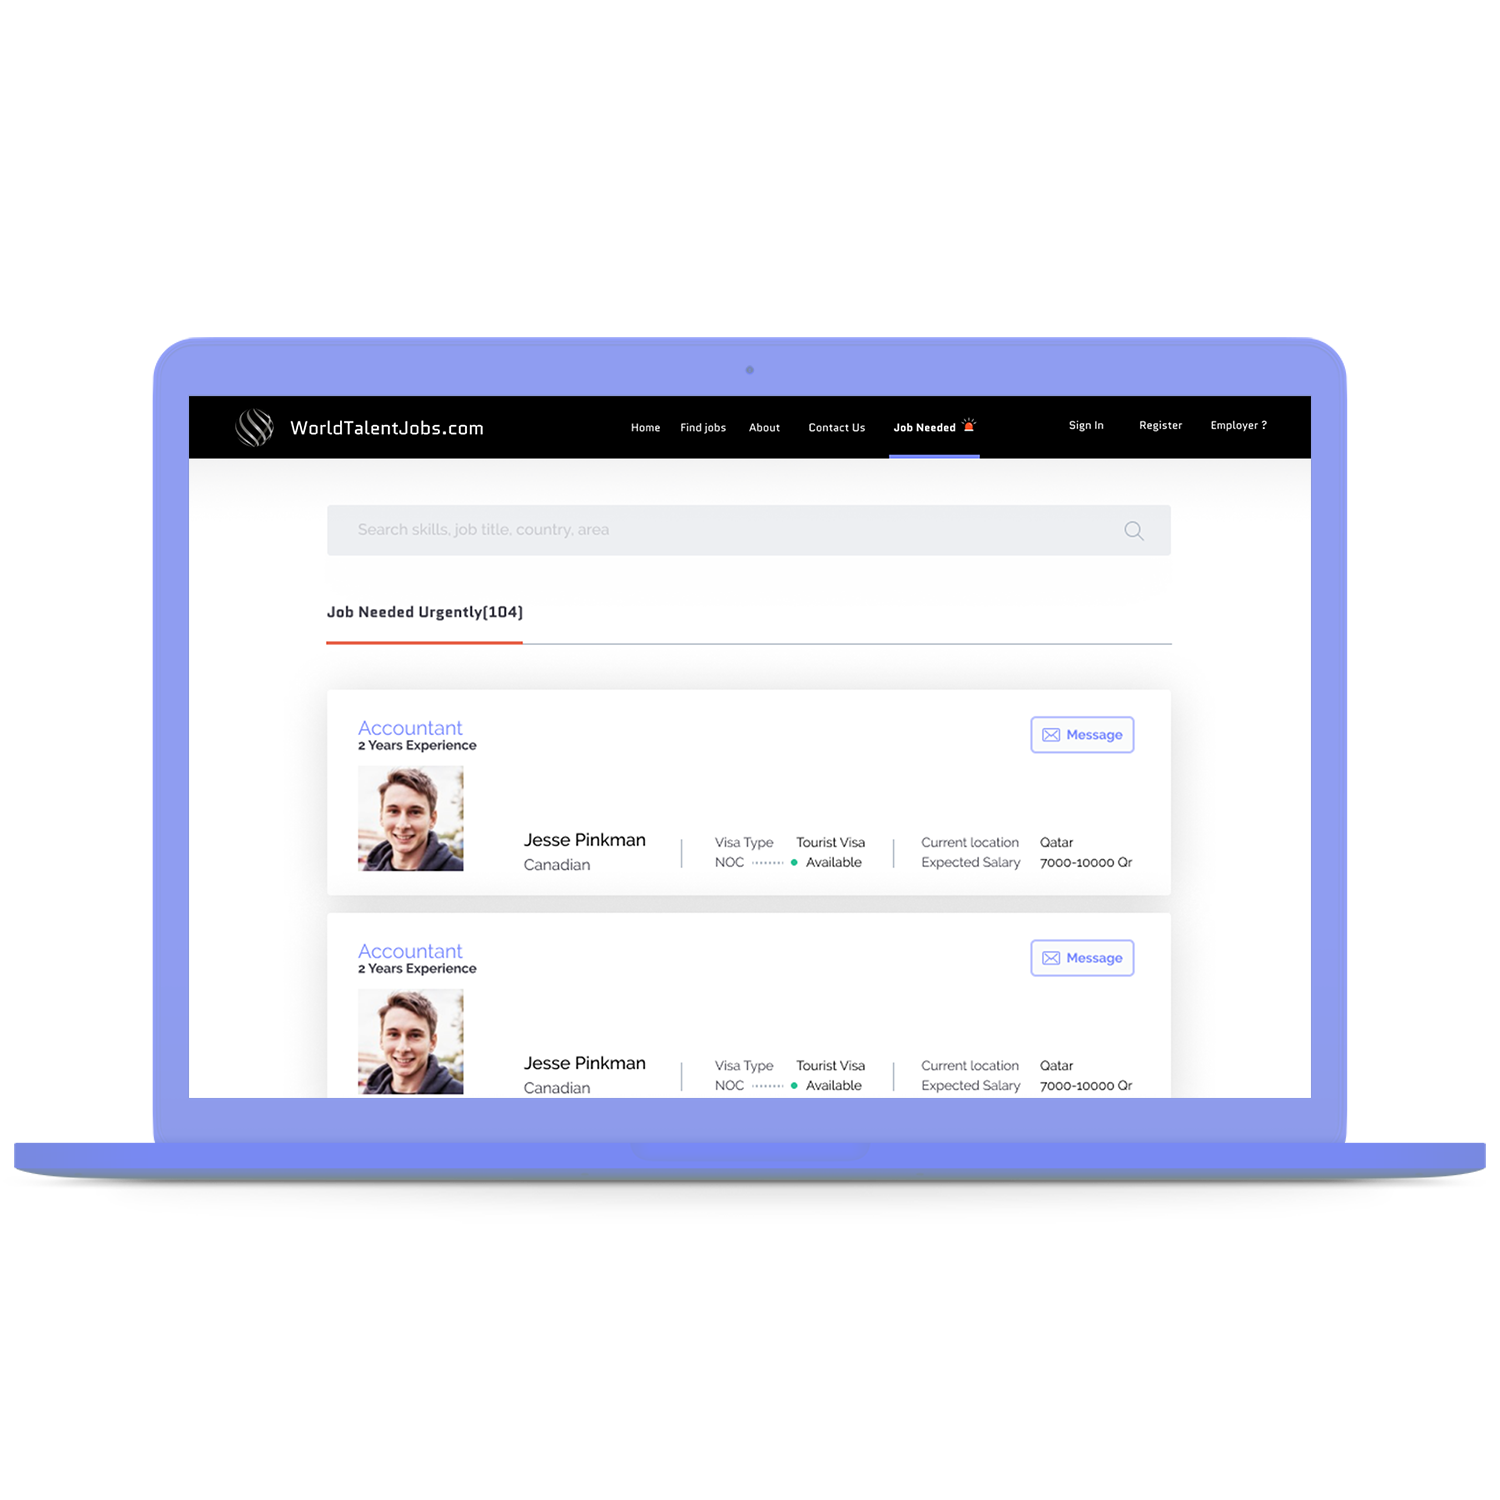 WorldTalentJobs.com Home Find jobs About Contact Us Job Needed Sign In Register Employer ?
Search skills, job title, country, area
Job Needed Urgently(104)
Accountant
2 Years Experience
Message
Jesse Pinkman
Canadian
Visa Type Tourist Visa
NOC Available
Current location Qatar
Expected Salary 7000-10000 Qr
Accountant
2 Years Experience
Message
Jesse Pinkman
Canadian
Visa Type Tourist Visa
NOC Available
Current location Qatar
Expected Salary 7000-10000 Qr